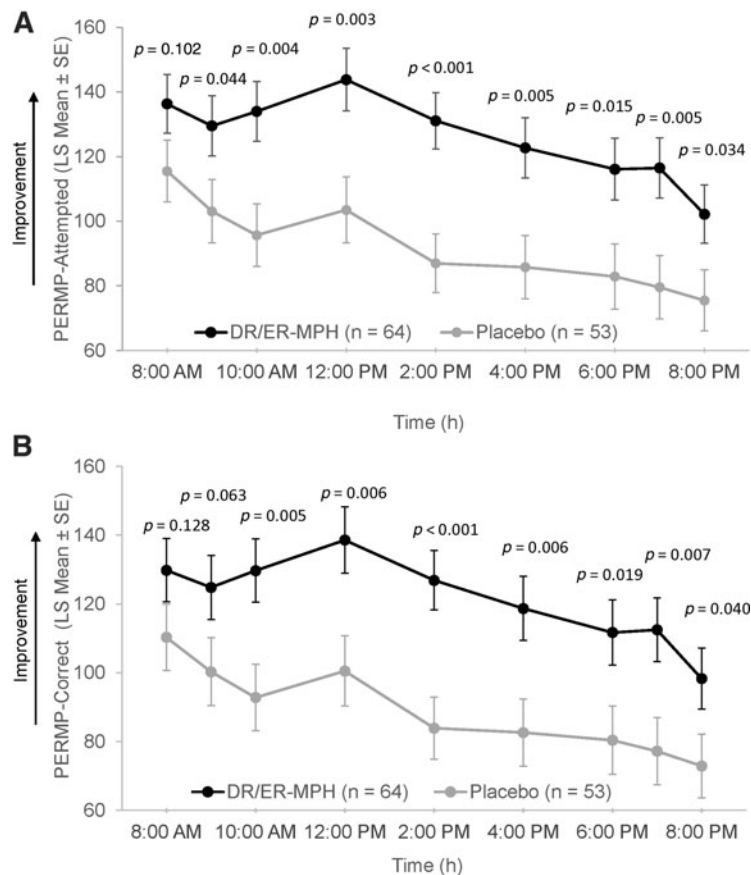 A
160
140
120
100
80
60
PERMP-Attempted (LS Mean ± SE)
Improvement
p = 0.102
p = 0.044
p = 0.004
p = 0.003
p < 0.001
p = 0.005
p = 0.015
p = 0.005
p = 0.034
DR/ER-MPH (n = 64)
Placebo (n = 53)
8:00 AM 10:00 AM 12:00 PM 2:00 PM 4:00 PM 6:00 PM 8:00 PM
Time (h)
B
160
140
120
100
80
60
PERMP-Correct (LS Mean ± SE)
Improvement
p = 0.128
p = 0.063
p = 0.005
p = 0.006
p < 0.001
p = 0.006
p = 0.019
p = 0.007
p = 0.040
DR/ER-MPH (n = 64)
Placebo (n = 53)
8:00 AM 10:00 AM 12:00 PM 2:00 PM 4:00 PM 6:00 PM 8:00 PM
Time (h)